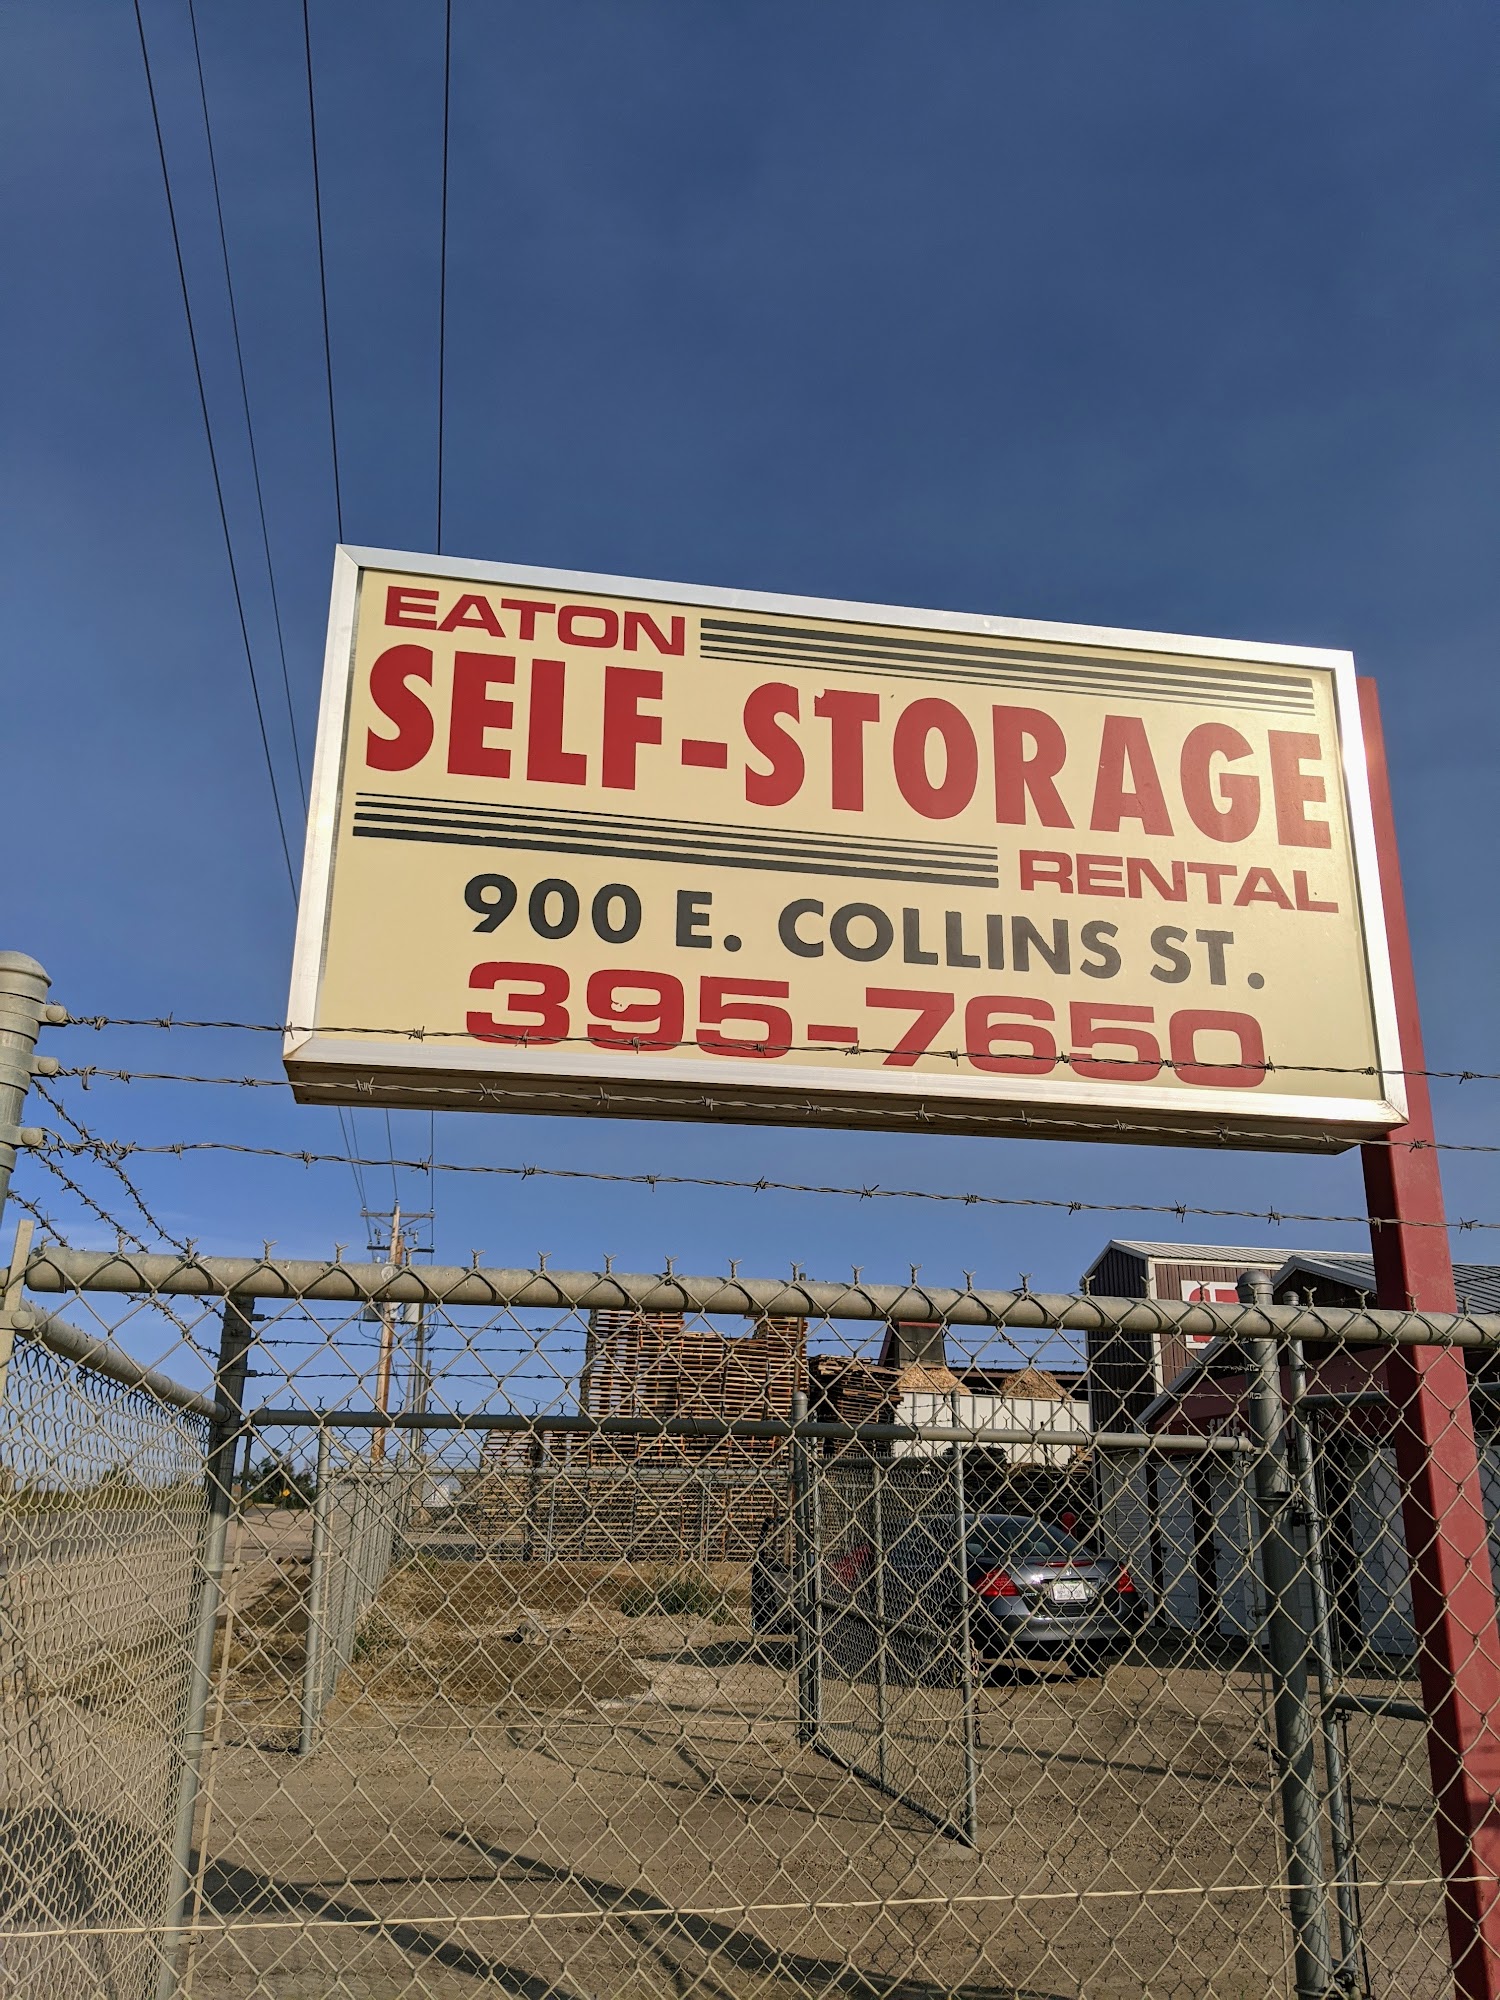 EATON
SELF-STORAGE
RENTAL
900 E. COLLINS ST.
395-7650